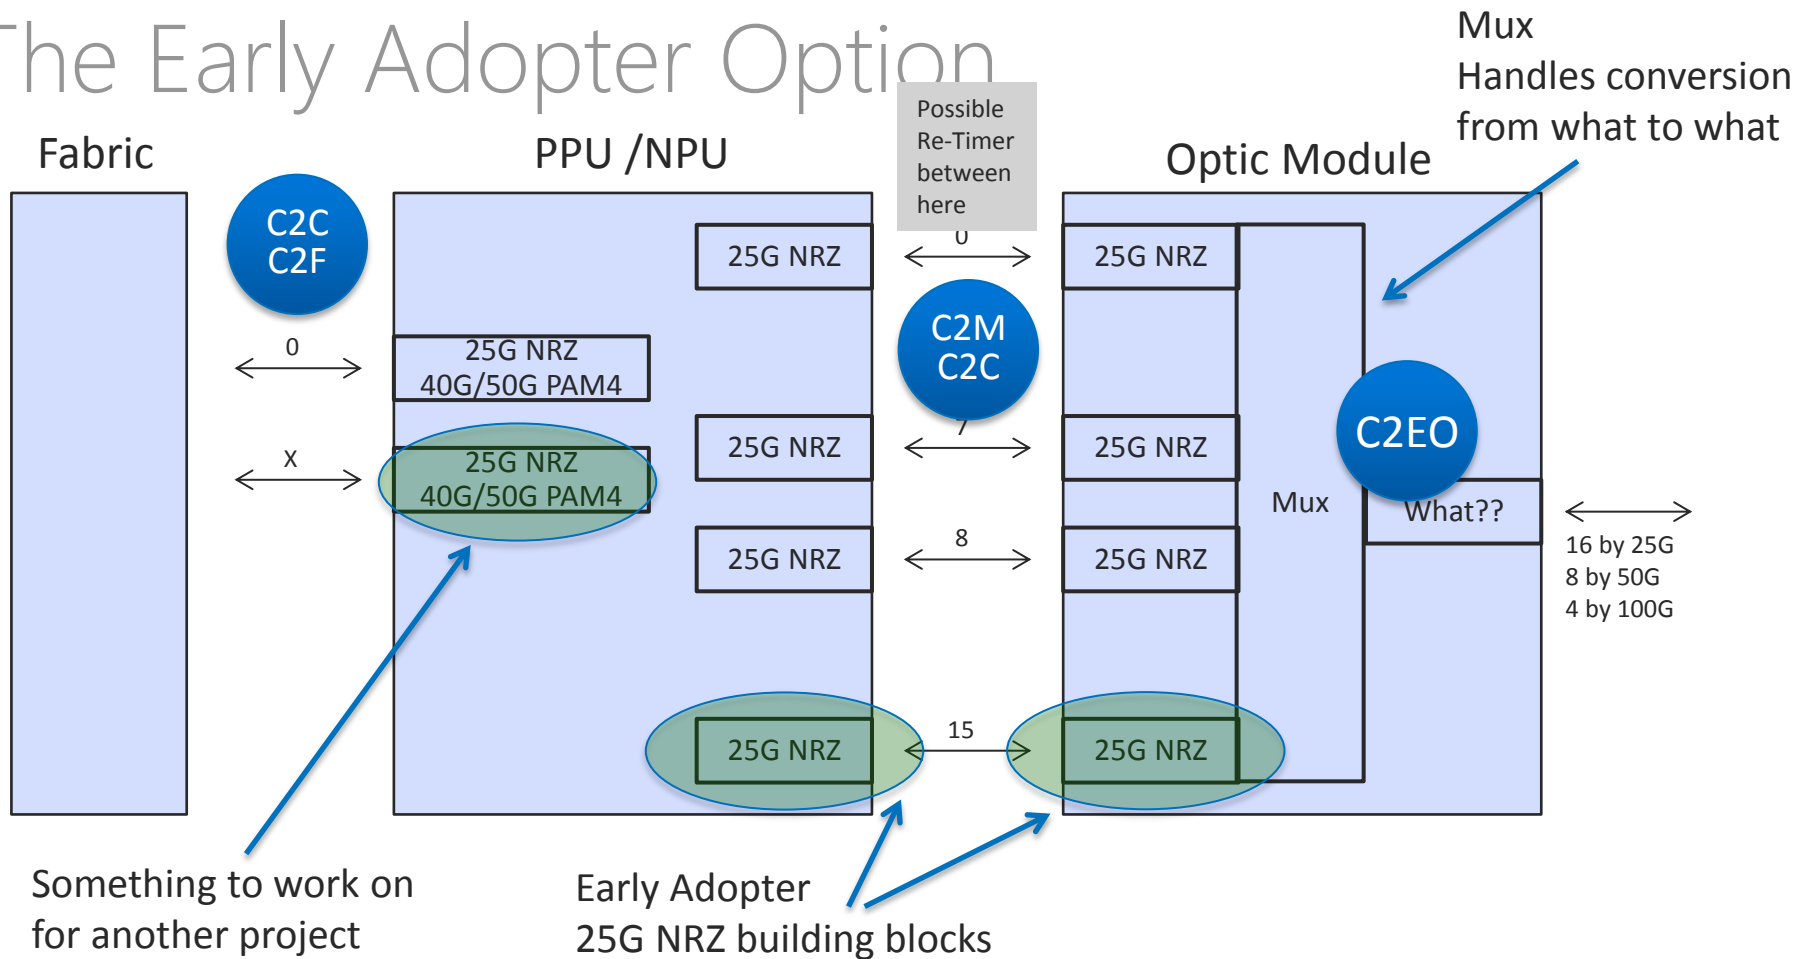 The Early Adopter Option
Mux
Handles conversion
from what to what
Possible
Re-Timer
between
here
Fabric
PPU /NPU
Optic Module
C2C
C2F
0
X
25G NRZ
40G/50G PAM4
25G NRZ
40G/50G PAM4
25G NRZ
25G NRZ
25G NRZ
25G NRZ
0
C2M
C2C
7
8
15
25G NRZ
25G NRZ
25G NRZ
25G NRZ
Mux
C2EO
What??
16 by 25G
8 by 50G
4 by 100G
Something to work on
for another project
Early Adopter
25G NRZ building blocks